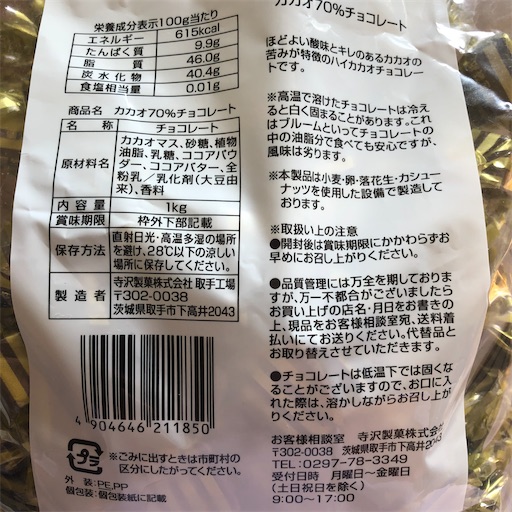 栄養成分表示100g当たり
エネルギー 615kcal
たんぱく質 9.9g
脂質 46.0g
炭水化物 40.4g
食塩相当量 0.01g
商品名 カカオ70%チョコレート
名称 チョコレート
原材料名 カカオマス、砂糖、植物
油脂、乳糖、ココアパウ
ダー、ココアバター、全
粉乳/乳化剤(大豆由
来)、香料
内容量 1kg
賞味期限 枠外下部記載
保存方法 直射日光・高温多湿の場所
を避け、28℃以下の涼しい
場所に保存してください。
製造者 寺沢製菓株式会社 取手工場
〒302-0038
茨城県取手市下高井2043
4 904646 211850
プラ
※ごみに出すときは市町村の
区分にしたがってください。
外装:PE,PP
個包装:個包装紙に記載
カカオ70%チョコレート
ほどよい酸味とキレのあるカカオの
苦みが特徴のハイカカオチョコレー
トです。
※高温で溶けたチョコレートは冷え
ると白く固まることがあります。これ
はブルームといってチョコレートの
中の油脂分で食べても安心ですが、
風味は劣ります。
※本製品は小麦・卵・落花生・カシュー
ナッツを使用した設備で製造して
おります。
※取扱い上の注意
●開封後は賞味期限にかかわらずお
早めにお召し上がりください。
●品質管理には万全を期しておりま
すが、万一不都合がございましたら
お買い上げの店名・月日をお書きの
上、現品をお客様相談室宛、送料着
払いにてお送りください。代替品と
お取り替えさせていただきます。
●チョコレートは低温下では固くな
ることがございますので、お口に入
れた際は、溶かしながらお召し上が
りください。
お客様相談室 寺沢製菓株式会社
〒302-0038 茨城県取手市下高井2043
TEL:0297-78-3349
受付日時 月曜日~金曜日
(土日祝日を除く)
9:00~17:00